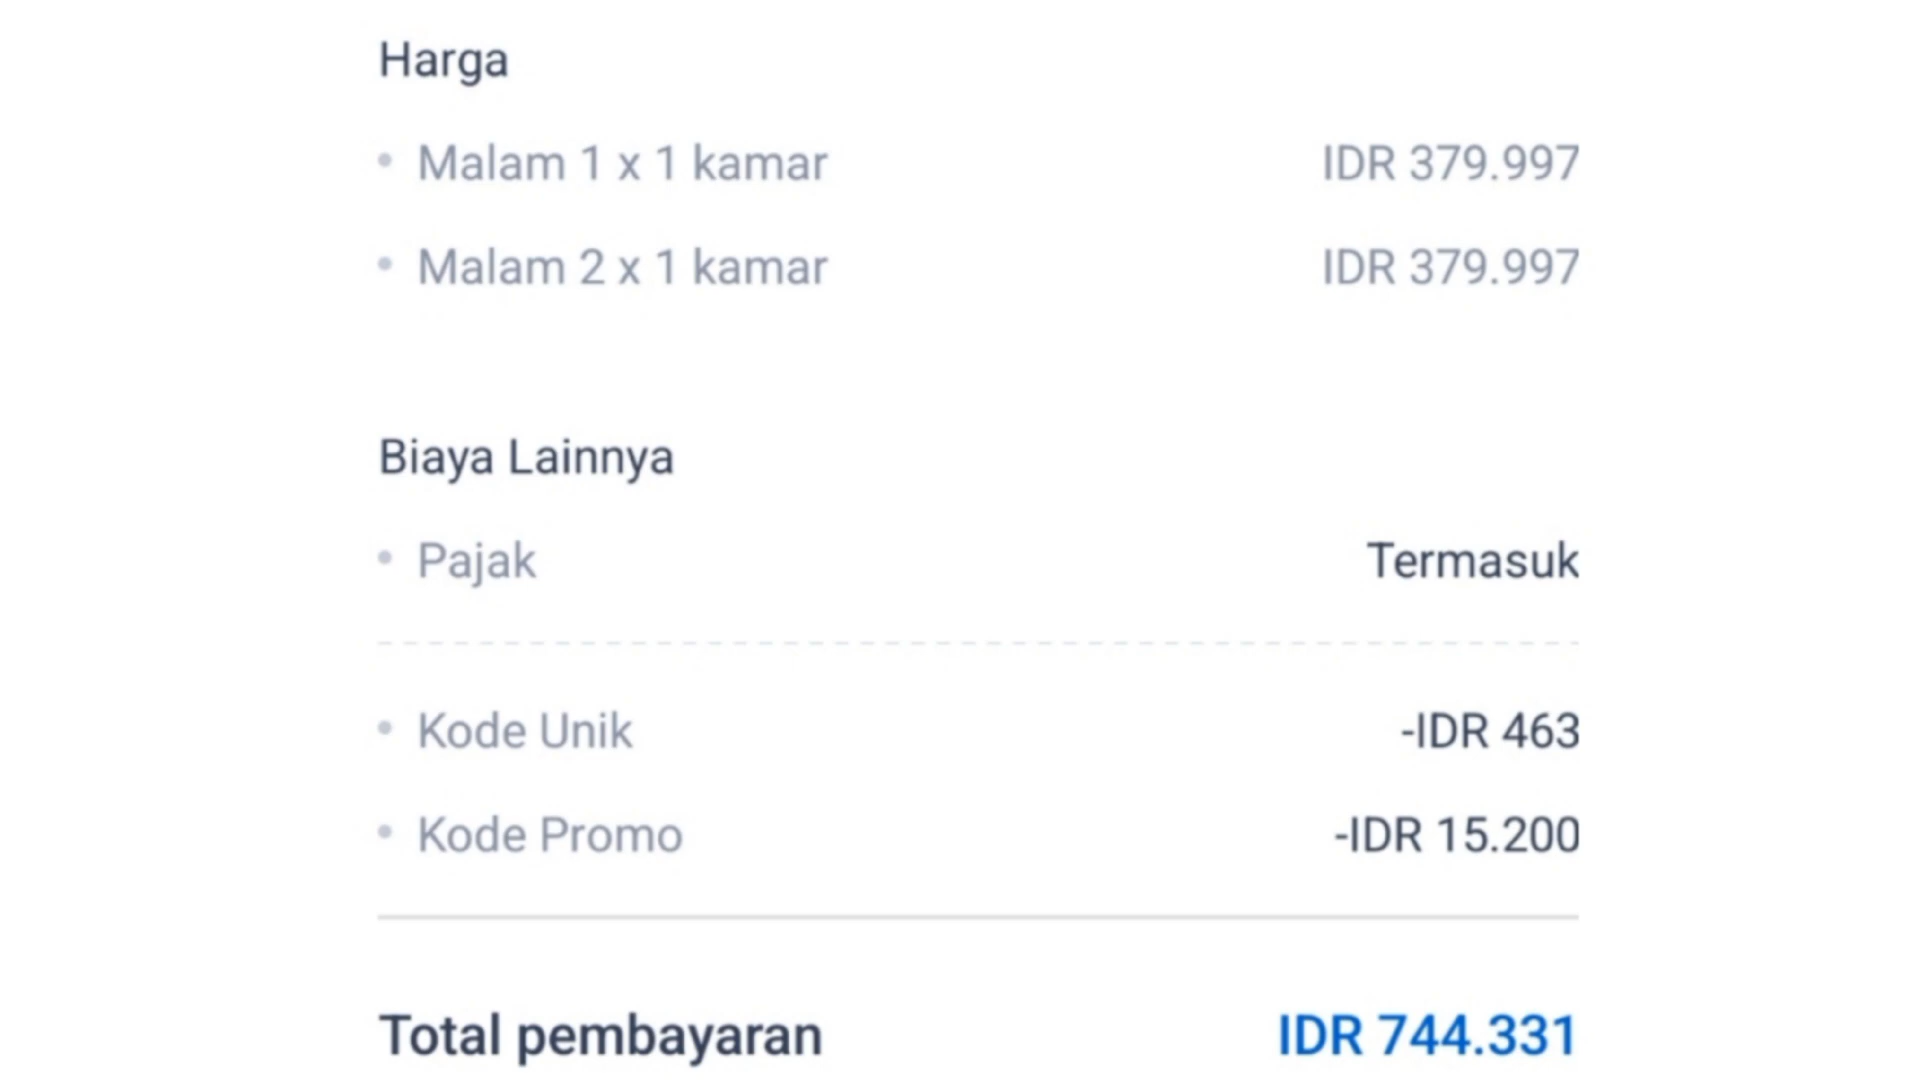 Harga
• Malam 1 x 1 kamar IDR 379.997
• Malam 2 x 1 kamar IDR 379.997
Biaya Lainnya
• Pajak Termasuk
• Kode Unik -IDR 463
• Kode Promo -IDR 15.200
Total pembayaran IDR 744.331